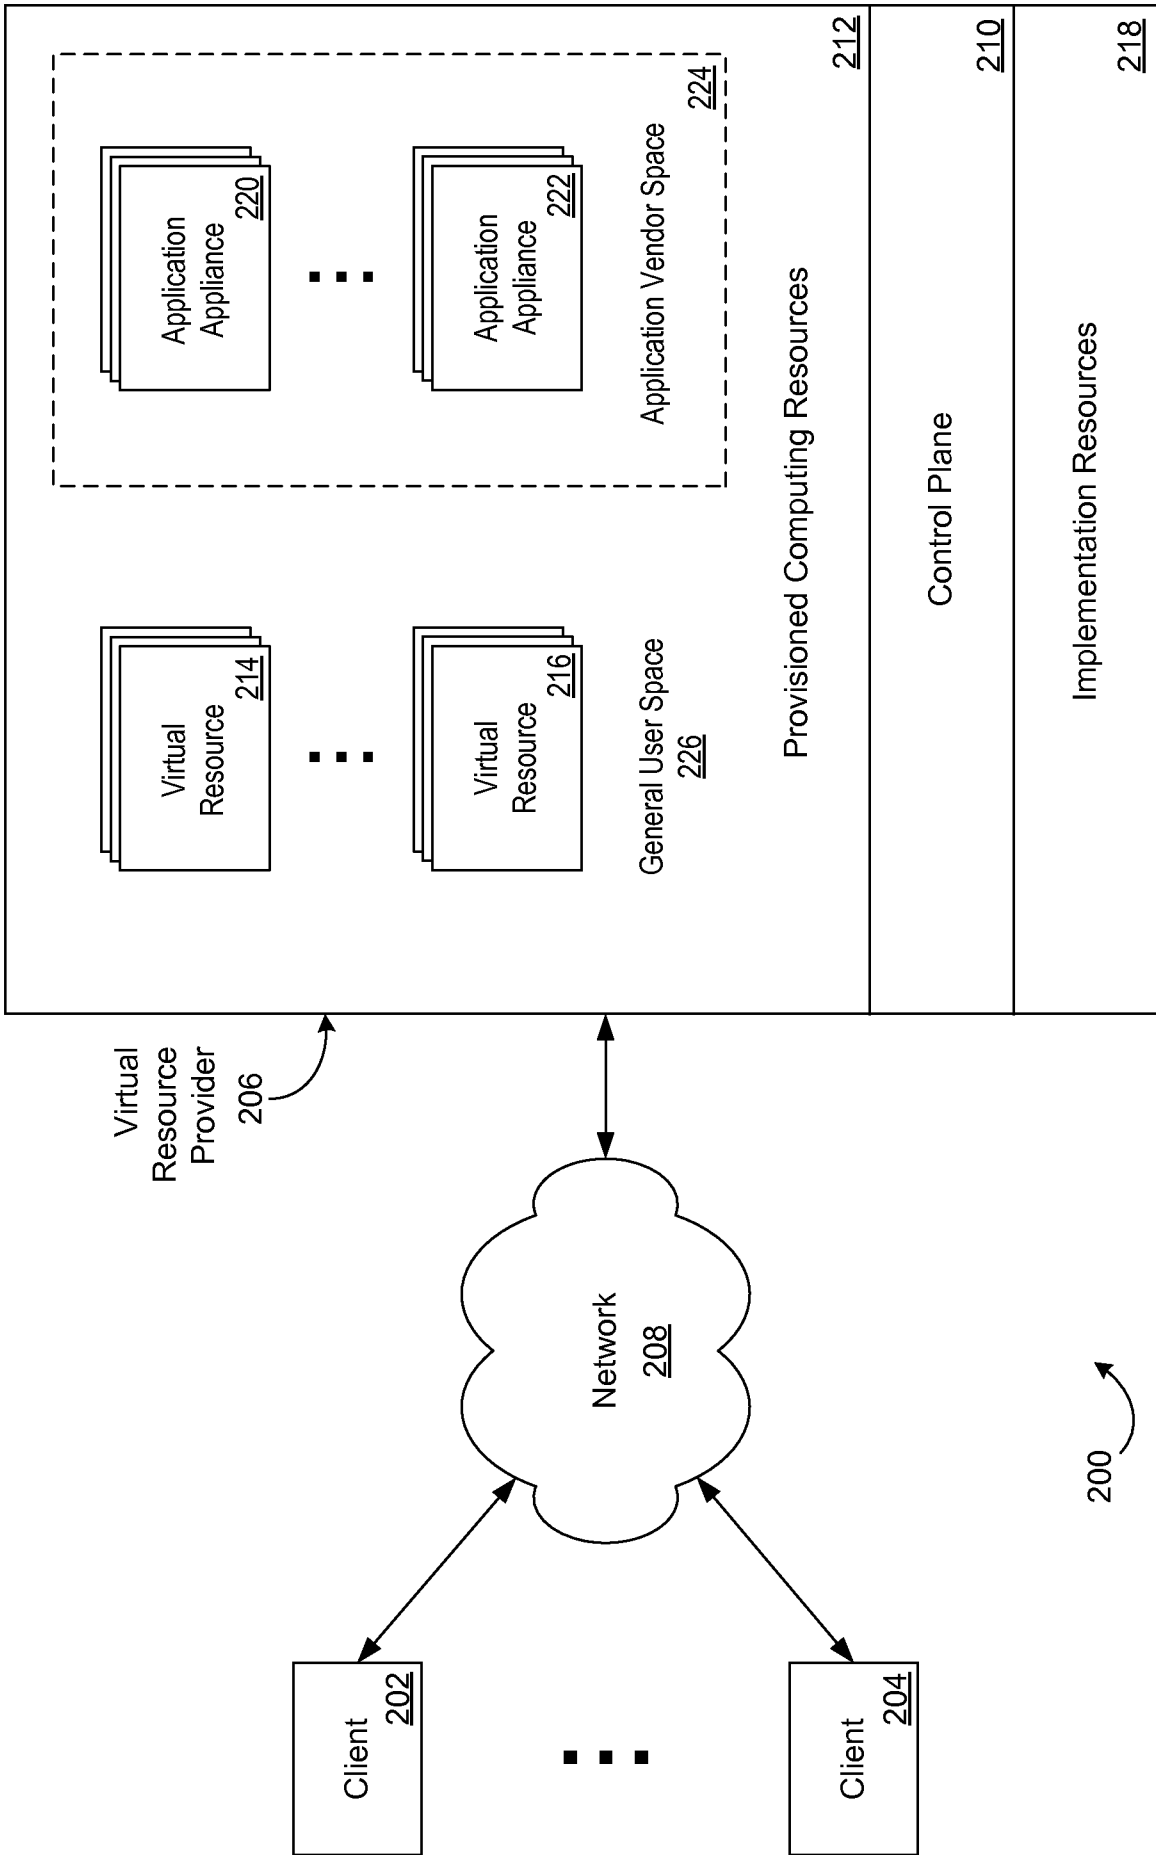 Virtual
Resource
Provider
206
Client
202
Client
204
Network
208
200
Virtual
Resource
214
Virtual
Resource
216
General User Space
226
Application
Appliance
220
Application
Appliance
222
Application Vendor Space
224
Provisioned Computing Resources
212
Control Plane
210
Implementation Resources
218